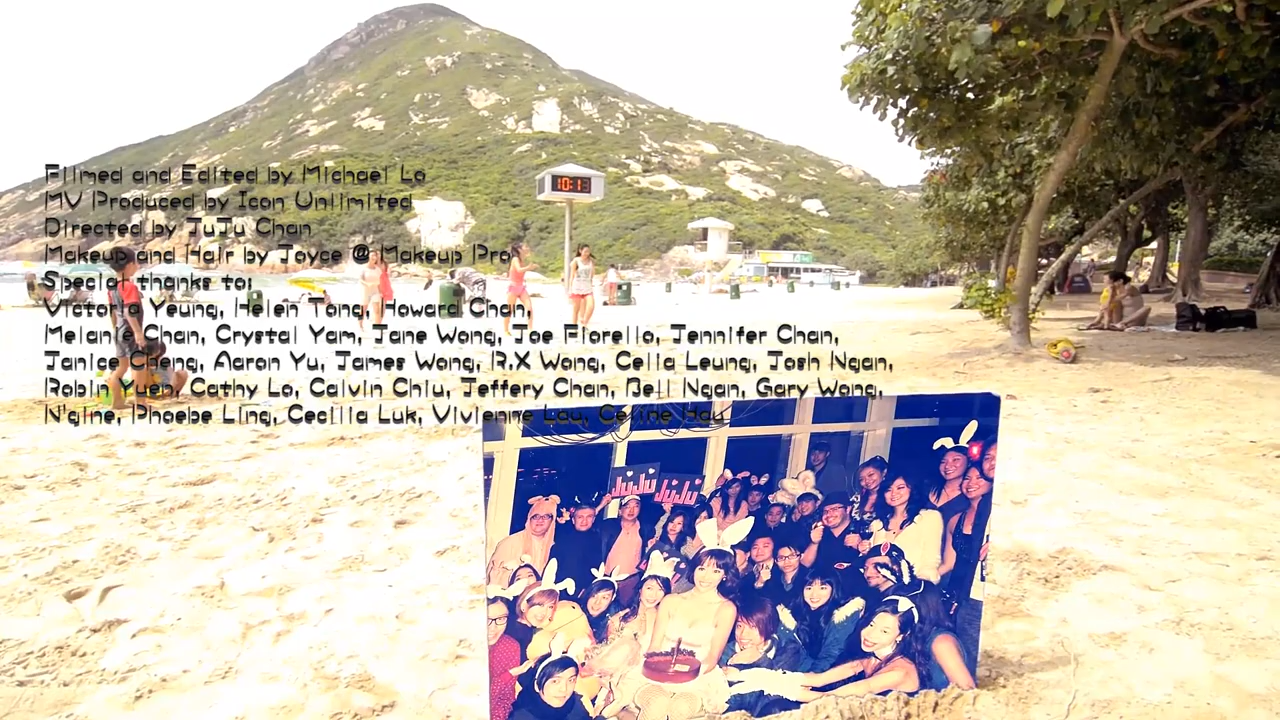 Filmed and Edited by Michael Lo
MV Produced by Icon Unlimited
Directed by JuJu Chan
Makeup and Hair by Joyce @ Makeup Pro
Special thanks to:
Victoria Yeung, Helen Tong, Howard Chan,
Melanie Chan, Crystal Yam, Jane Wong, Joe Fiorello, Jennifer Chan,
Janice Cheng, Aaron Yu, James Wong, R.X Wong, Celia Leung, Josh Ngan,
Robin Yuen, Cathy Lo, Calvin Chiu, Jeffery Chan, Bell Ngan, Gary Wong,
N'gine, Phoebe Ling, Cecilia Luk, Vivienne Lau, Celine Yau
10:13
JuJu
JuJu